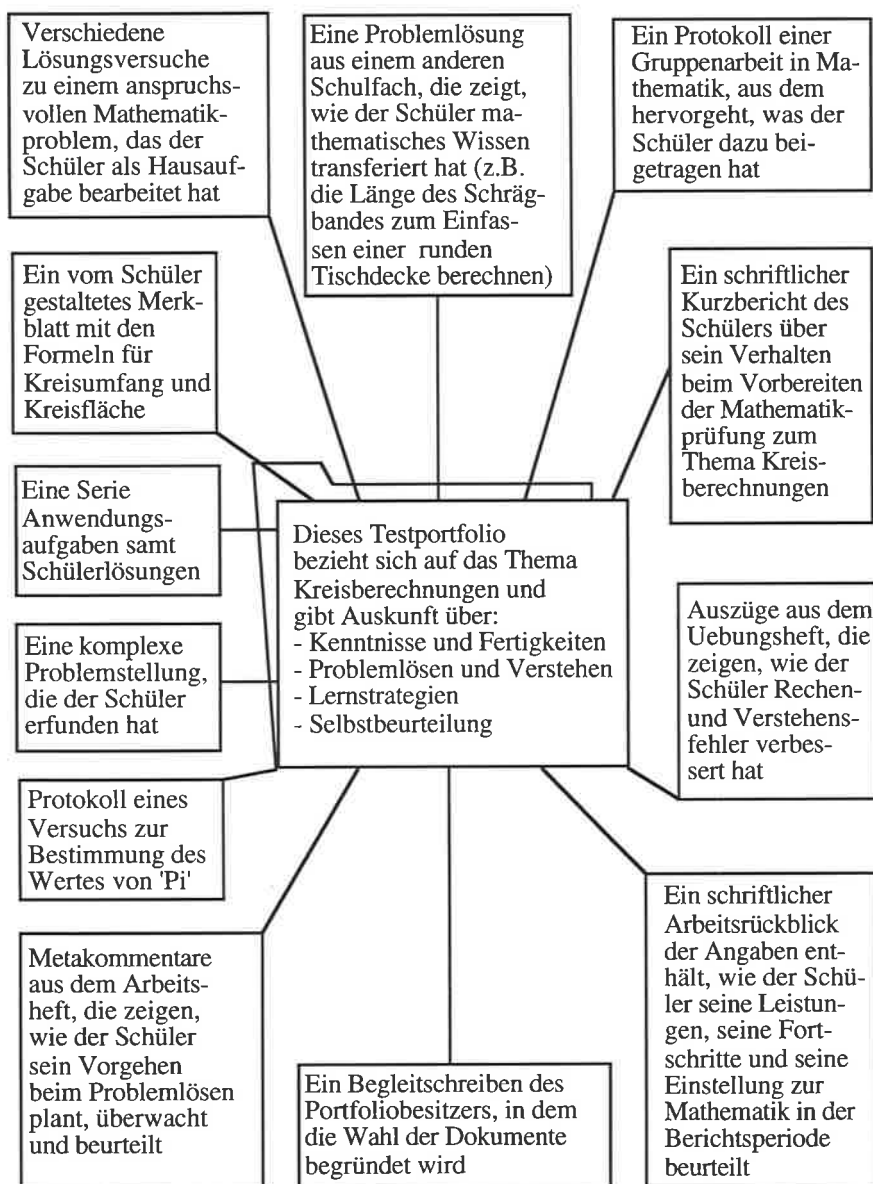 Verschiedene
Lösungsversuche
zu einem anspruchs-
vollen Mathematik-
problem, das der
Schüler als Hausauf-
gabe bearbeitet hat
Eine Problemlösung
aus einem anderen
Schulfach, die zeigt,
wie der Schüler ma-
thematisches Wissen
transferiert hat (z.B.
die Länge des Schräg-
bandes zum Einfas-
sen einer runden
Tischdecke berechnen)
Ein Protokoll einer
Gruppenarbeit in Ma-
thematik, aus dem
hervorgeht, was der
Schüler dazu bei-
getragen hat
Ein vom Schüler
gestaltetes Merk-
blatt mit den
Formeln für
Kreisumfang und
Kreisfläche
Ein schriftlicher
Kurzbericht des
Schülers über
sein Verhalten
beim Vorbereiten
der Mathematik-
prüfung zum
Thema Kreis-
berechnungen
Eine Serie
Anwendungs-
aufgaben samt
Schülerlösungen
Dieses Testportfolio
bezieht sich auf das Thema
Kreisberechnungen und
gibt Auskunft über:
- Kenntnisse und Fertigkeiten
- Problemlösen und Verstehen
- Lernstrategien
- Selbstbeurteilung
Eine komplexe
Problemstellung,
die der Schüler
erfunden hat
Auszüge aus dem
Uebungsheft, die
zeigen, wie der
Schüler Rechen-
und Verstehens-
fehler verbes-
sert hat
Protokoll eines
Versuchs zur
Bestimmung des
Wertes von 'Pi'
Metakommentare
aus dem Arbeits-
heft, die zeigen,
wie der Schüler
sein Vorgehen
beim Problemlösen
plant, überwacht
und beurteilt
Ein Begleitschreiben des
Portfoliobesitzers, in dem
die Wahl der Dokumente
begründet wird
Ein schriftlicher
Arbeitsrückblick
der Angaben ent-
hält, wie der Schü-
ler seine Leistun-
gen, seine Fort-
schritte und seine
Einstellung zur
Mathematik in der
Berichtsperiode
beurteilt